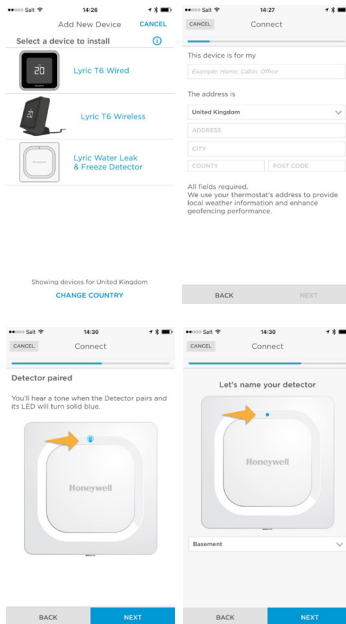 Salt
14:26
Add New Device
CANCEL
Select a device to install
20
Lyric T6 Wired
20
Lyric T6 Wireless
Honeywell
Lyric Water Leak
& Freeze Detector
Showing devices for United Kingdom
CHANGE COUNTRY
Salt
14:27
CANCEL
Connect
This device is for my
Example: Home, Cabin, Office
The address is
United Kingdom
ADDRESS
CITY
COUNTY
POST CODE
All fields required.
We use your thermostat's address to provide
local weather information and enhance
geofencing performance.
BACK
NEXT
Salt
14:30
CANCEL
Connect
Detector paired
You'll hear a tone when the Detector pairs and
its LED will turn solid blue.
Honeywell
BACK
NEXT
Salt
14:30
CANCEL
Connect
Let's name your detector
Honeywell
Basement
BACK
NEXT